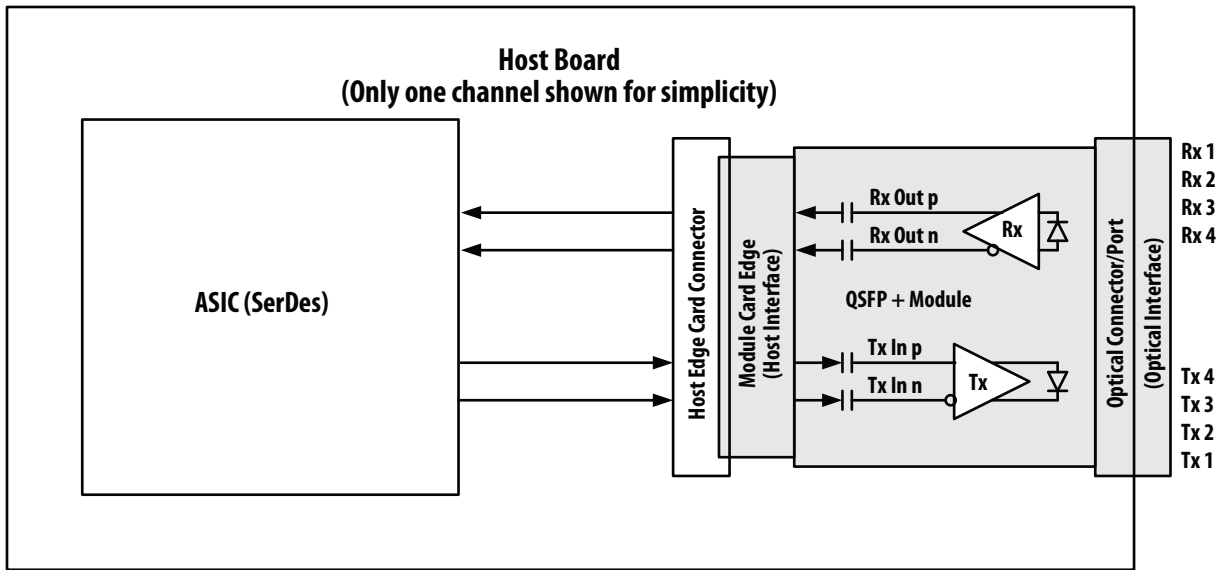 Host Board
(Only one channel shown for simplicity)
ASIC (SerDes)
Host Edge Card Connector
Module Card Edge
(Host Interface)
Rx Out p
Rx Out n
Rx
QSFP + Module
Tx In p
Tx In n
Tx
Optical Connector/Port
(Optical Interface)
Rx 1
Rx 2
Rx 3
Rx 4
Tx 4
Tx 3
Tx 2
Tx 1